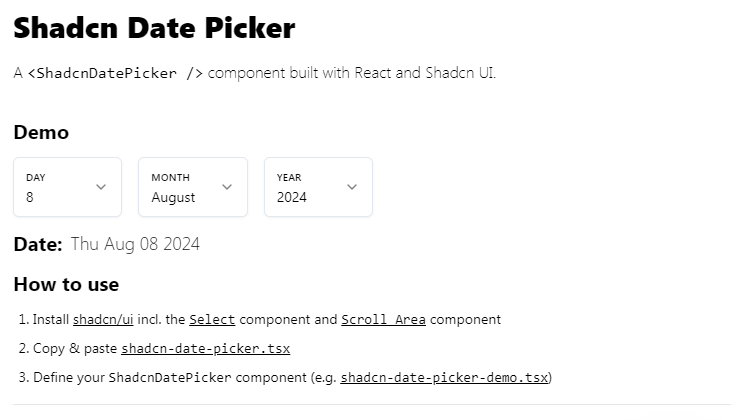 Shadcn Date Picker
A <ShadcnDatePicker /> component built with React and Shadcn UI.
Demo
DAY
8
MONTH
August
YEAR
2024
Date: Thu Aug 08 2024
How to use
1. Install shadcn/ui incl. the Select component and Scroll Area component
2. Copy & paste shadcn-date-picker.tsx
3. Define your ShadcnDatePicker component (e.g. shadcn-date-picker-demo.tsx)